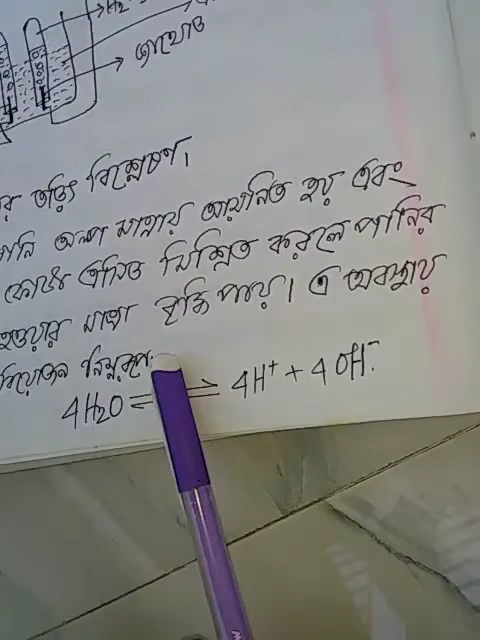 H₂
ক্যাথোড
তড়িৎ বিশ্লেষণ।
অল্প মাত্রায় আয়নিত হয় এবং
এসিড মিশ্রিত করলে পানির
হওয়ার মাত্রা বৃদ্ধি পায়। এ অবস্থায়
বিয়োজন নিম্নরূপ:
4H₂O ⇌ 4H⁺ + 4OH⁻.